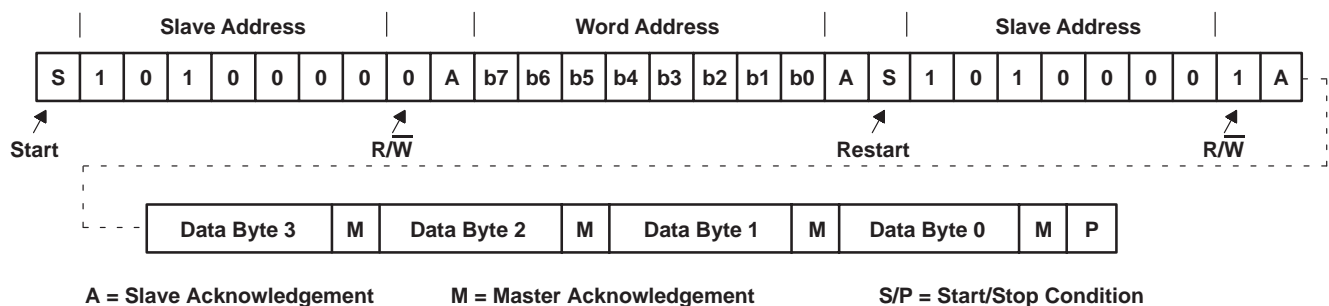 Slave Address Word Address Slave Address
S 1 0 1 0 0 0 0 0 A b7 b6 b5 b4 b3 b2 b1 b0 A S 1 0 1 0 0 0 0 1 A
Start R/W̅ Restart R/W̅
Data Byte 3 M Data Byte 2 M Data Byte 1 M Data Byte 0 M P
A = Slave Acknowledgement M = Master Acknowledgement S/P = Start/Stop Condition